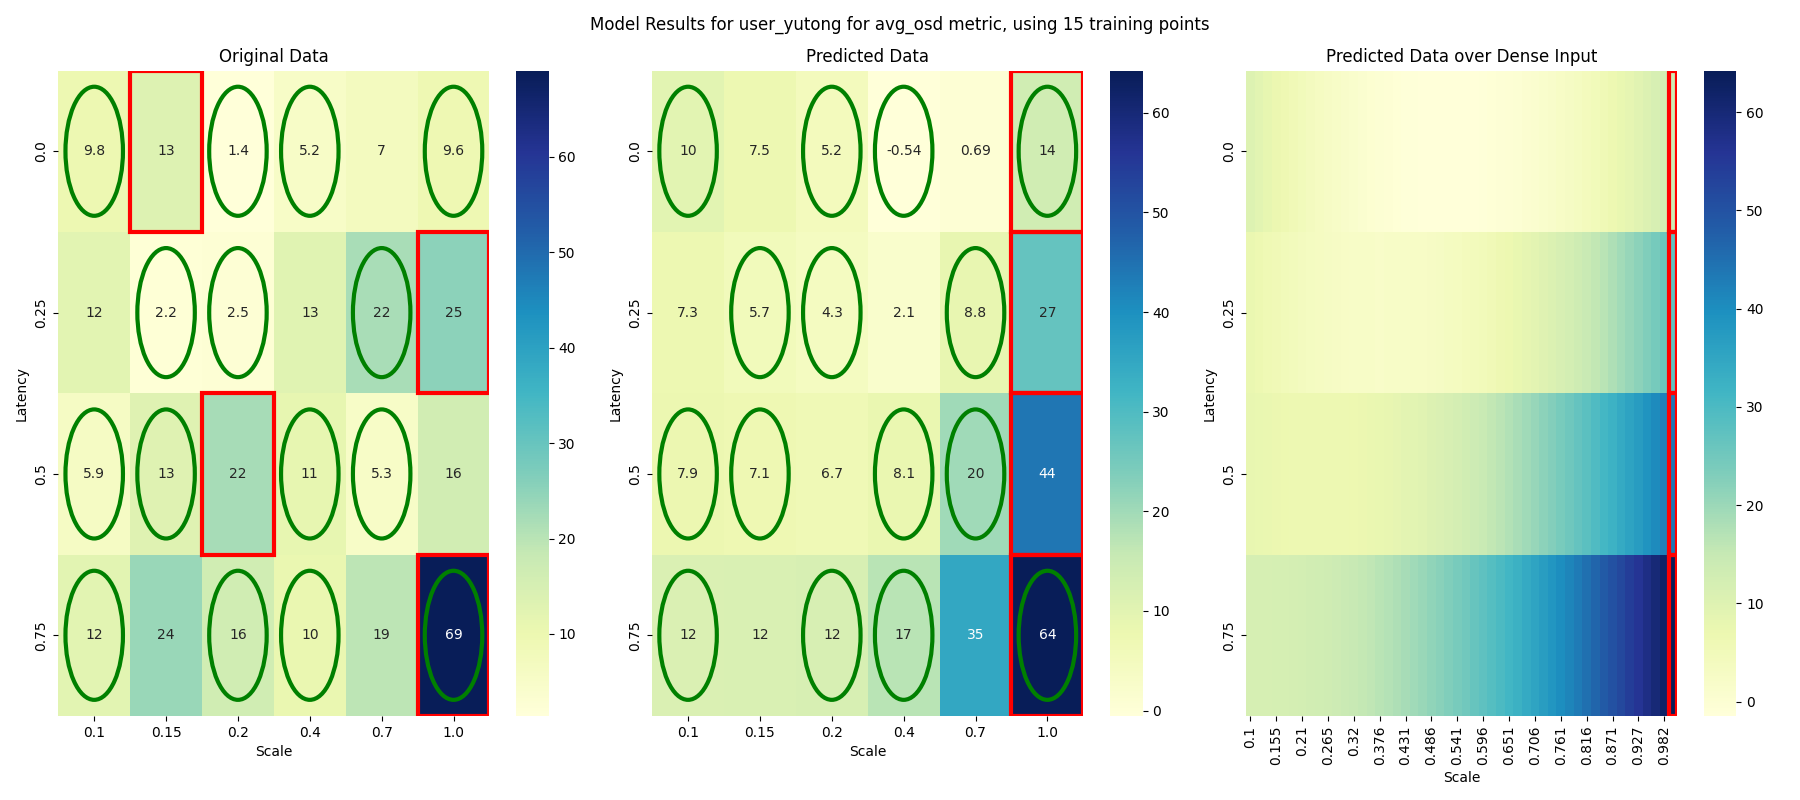 Model Results for user_yutong for avg_osd metric, using 15 training points
Original Data
Latency
0.0
0.25
0.5
0.75
9.8 13 1.4 5.2 7 9.6
12 2.2 2.5 13 22 25
5.9 13 22 11 5.3 16
12 24 16 10 19 69
0.1 0.15 0.2 0.4 0.7 1.0
Scale
60
50
40
30
20
10
Predicted Data
Latency
0.0
0.25
0.5
0.75
10 7.5 5.2 -0.54 0.69 14
7.3 5.7 4.3 2.1 8.8 27
7.9 7.1 6.7 8.1 20 44
12 12 12 17 35 64
0.1 0.15 0.2 0.4 0.7 1.0
Scale
60
50
40
30
20
10
0
Predicted Data over Dense Input
Latency
0.0
0.25
0.5
0.75
0.1 0.155 0.21 0.265 0.32 0.376 0.431 0.486 0.541 0.596 0.651 0.706 0.761 0.816 0.871 0.927 0.982
Scale
60
50
40
30
20
10
0